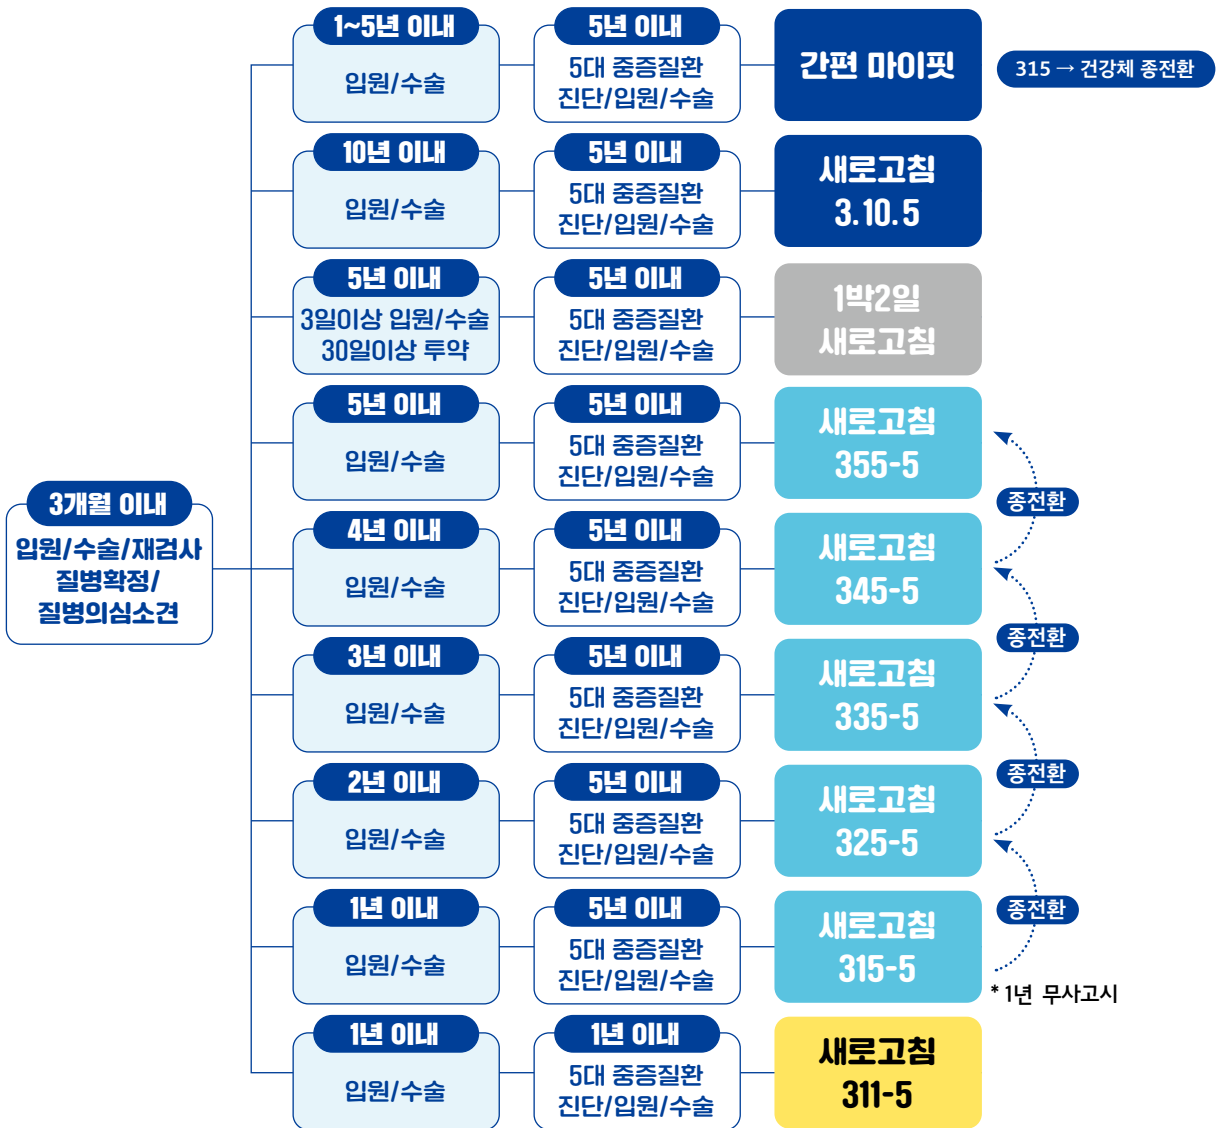 3개월 이내
입원/수술/재검사
질병확정/
질병의심소견
1~5년 이내
입원/수술
5년 이내
5대 중증질환
진단/입원/수술
간편 마이핏
315 → 건강체 종전환
10년 이내
입원/수술
5년 이내
5대 중증질환
진단/입원/수술
새로고침
3.10.5
5년 이내
3일이상 입원/수술
30일이상 투약
5년 이내
5대 중증질환
진단/입원/수술
1박2일
새로고침
5년 이내
입원/수술
5년 이내
5대 중증질환
진단/입원/수술
새로고침
355-5
종전환
4년 이내
입원/수술
5년 이내
5대 중증질환
진단/입원/수술
새로고침
345-5
종전환
3년 이내
입원/수술
5년 이내
5대 중증질환
진단/입원/수술
새로고침
335-5
종전환
2년 이내
입원/수술
5년 이내
5대 중증질환
진단/입원/수술
새로고침
325-5
종전환
1년 이내
입원/수술
5년 이내
5대 중증질환
진단/입원/수술
새로고침
315-5
* 1년 무사고시
1년 이내
입원/수술
1년 이내
5대 중증질환
진단/입원/수술
새로고침
311-5